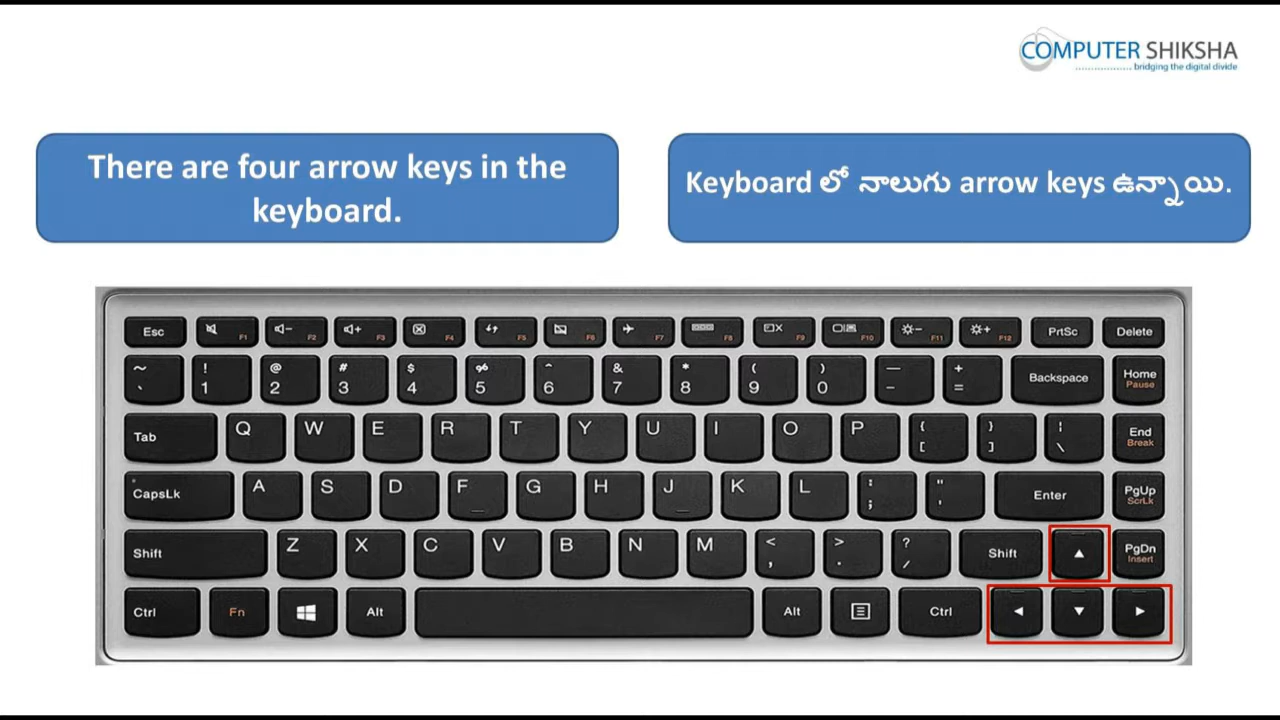 COMPUTER SHIKSHA
bridging the digital divide
There are four arrow keys in the
keyboard.
Keyboard లో నాలుగు arrow keys ఉన్నాయి.
Esc F1 F2 F3 F4 F5 F6 F7 F8 F9 F10 F11 F12 PrtSc Delete
~ ` ! 1 @ 2 # 3 $ 4 % 5 ^ 6 & 7 * 8 ( 9 ) 0 — - + = Backspace Home Pause
Tab Q W E R T Y U I O P { [ } ] | \ End Break
CapsLk A S D F G H J K L : ; " ' Enter PgUp ScrLk
Shift Z X C V B N M < , > . ? / Shift ▲ PgDn Insert
Ctrl Fn Alt Alt Ctrl ◄ ▼ ►